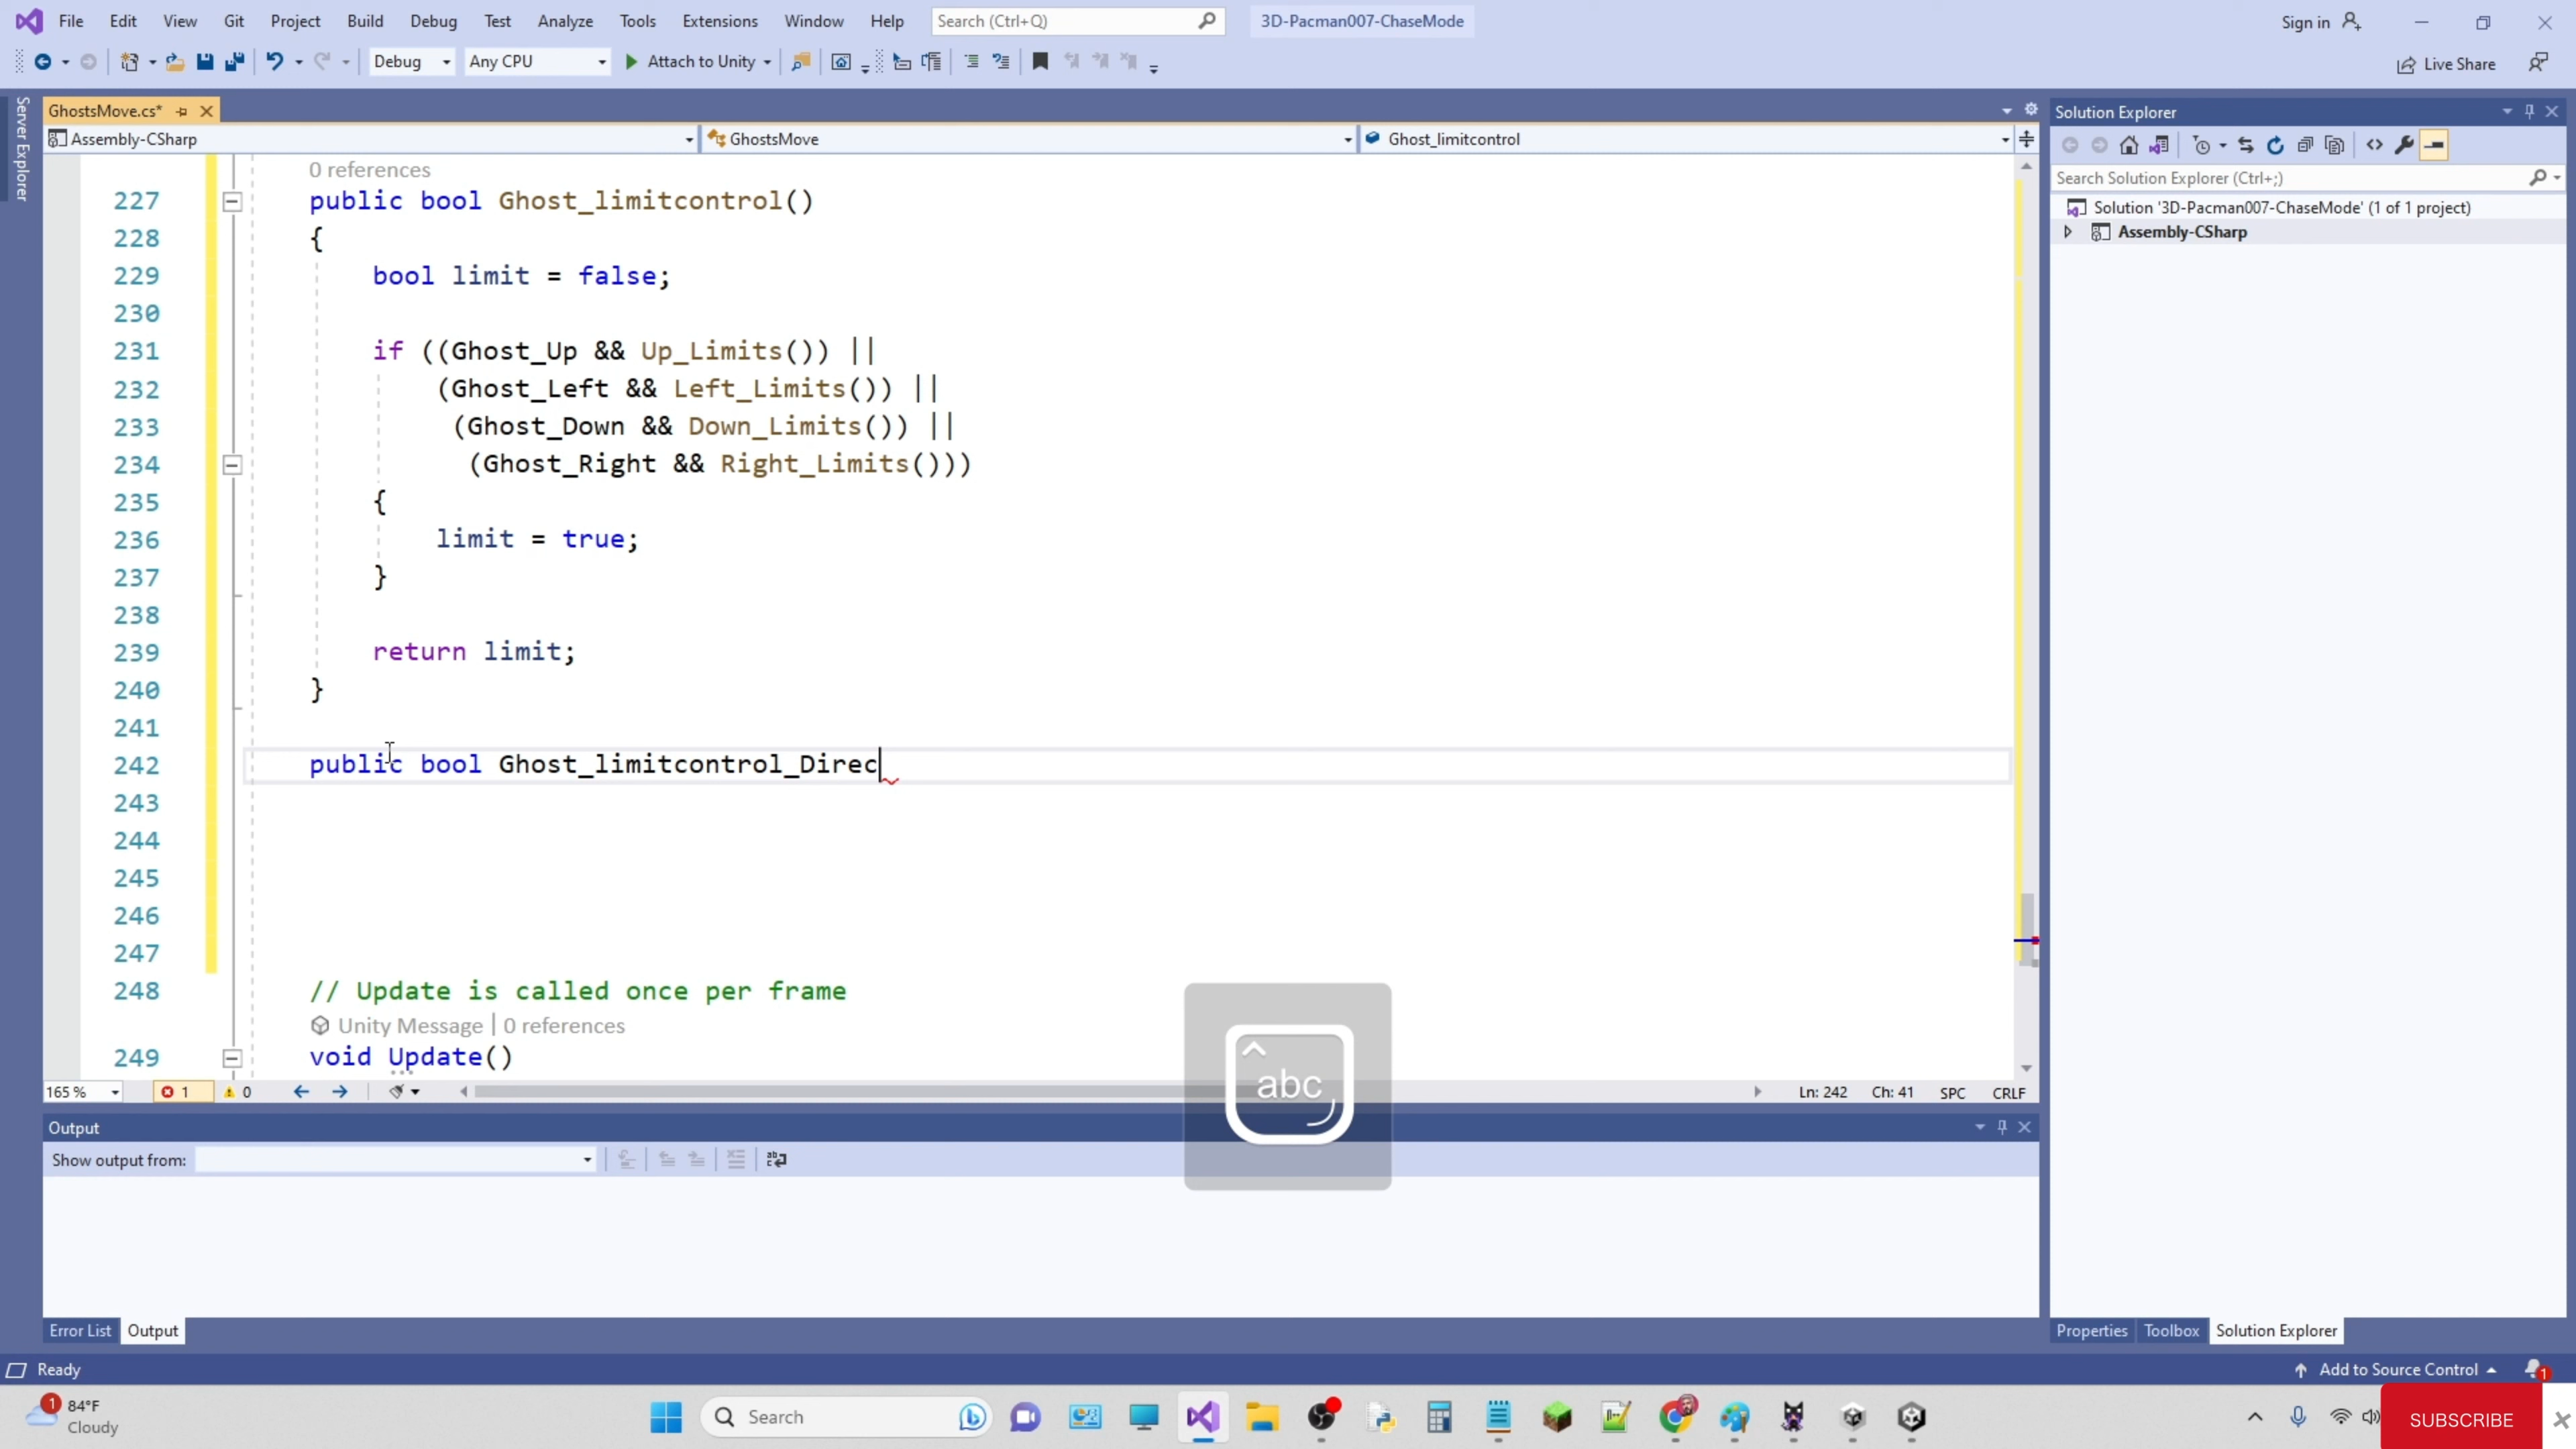 File Edit View Git Project Build Debug Test Analyze Tools Extensions Window Help Search (Ctrl+Q) 3D-Pacman007-ChaseMode Sign in
Debug Any CPU Attach to Unity Live Share
Server Explorer
GhostsMove.cs*
Assembly-CSharp GhostsMove Ghost_limitcontrol
0 references
227 public bool Ghost_limitcontrol()
228 {
229 bool limit = false;
230
231 if ((Ghost_Up && Up_Limits()) ||
232 (Ghost_Left && Left_Limits()) ||
233 (Ghost_Down && Down_Limits()) ||
234 (Ghost_Right && Right_Limits()))
235 {
236 limit = true;
237 }
238
239 return limit;
240 }
241
242 public bool Ghost_limitcontrol_Direc
243
244
245
246
247
248 // Update is called once per frame
Unity Message | 0 references
249 void Update()
165 % 1 0 Ln: 242 Ch: 41 SPC CRLF
abc
Output
Show output from:
Error List Output
Solution Explorer
Search Solution Explorer (Ctrl+;)
Solution '3D-Pacman007-ChaseMode' (1 of 1 project)
Assembly-CSharp
Properties Toolbox Solution Explorer
Ready Add to Source Control 1
1 84°F
Cloudy
Search
SUBSCRIBE